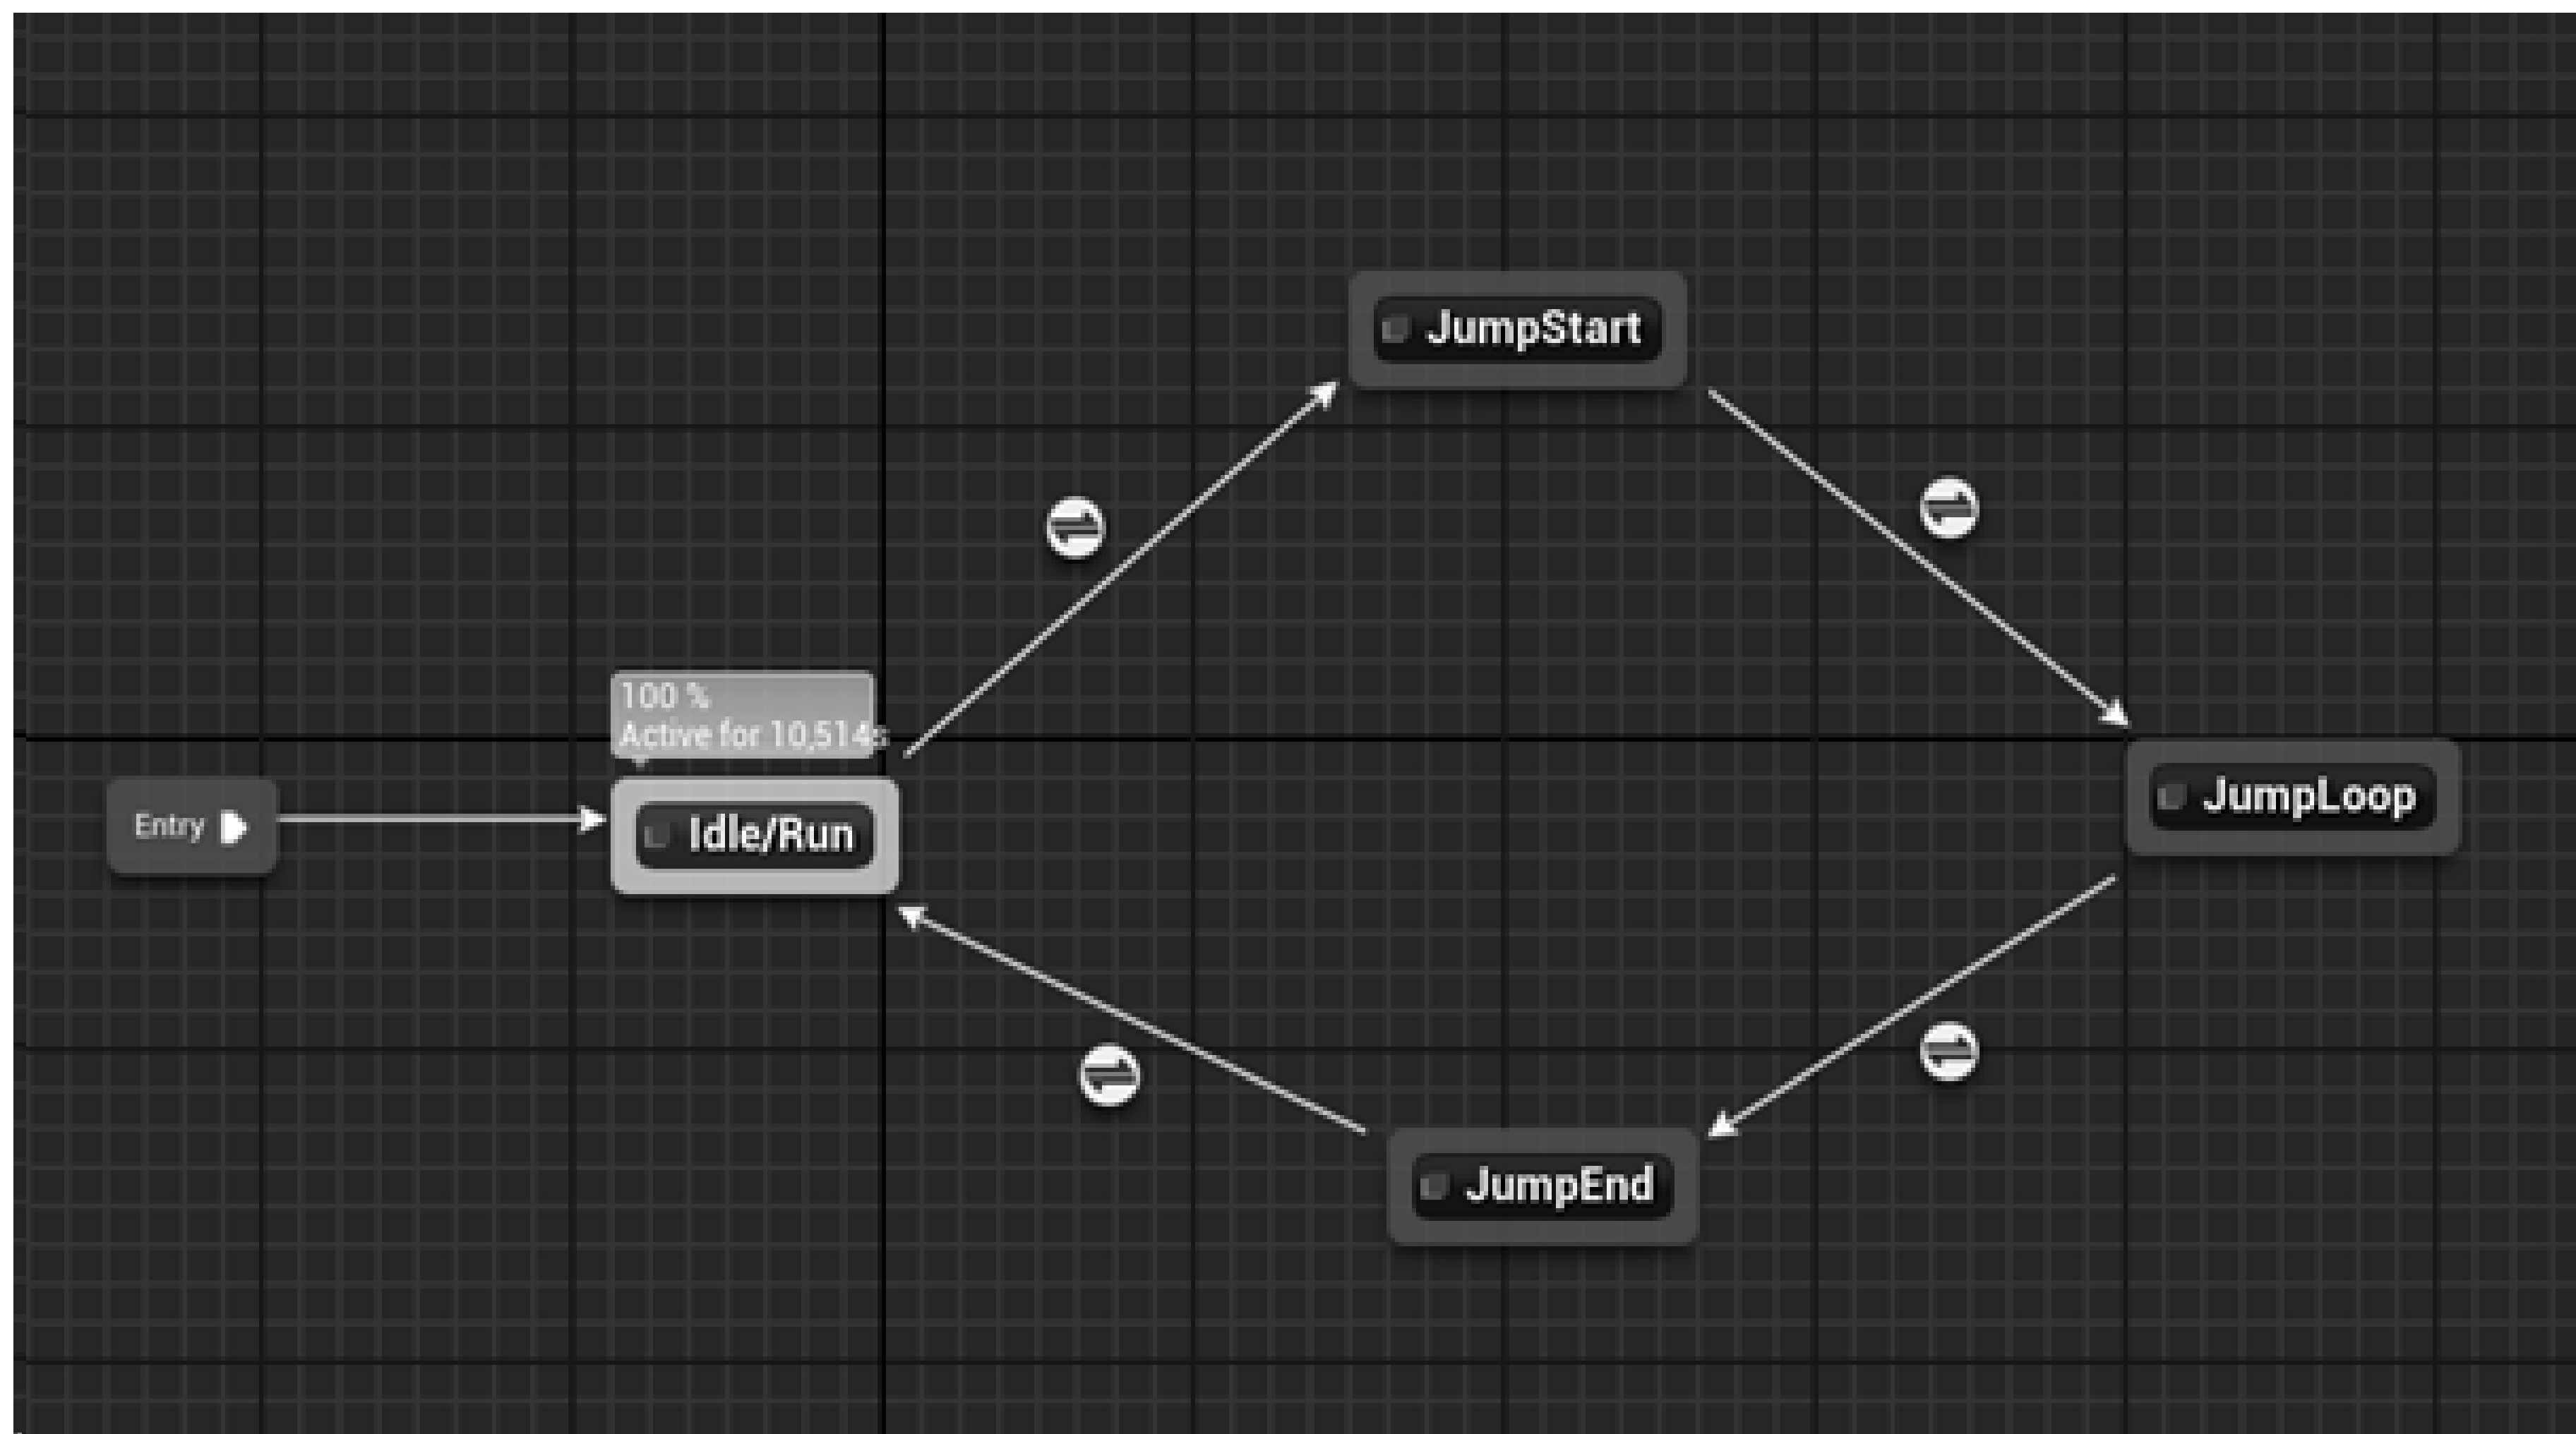 JumpStart
100 %
Active for 10,514s
Entry
Idle/Run
JumpLoop
JumpEnd